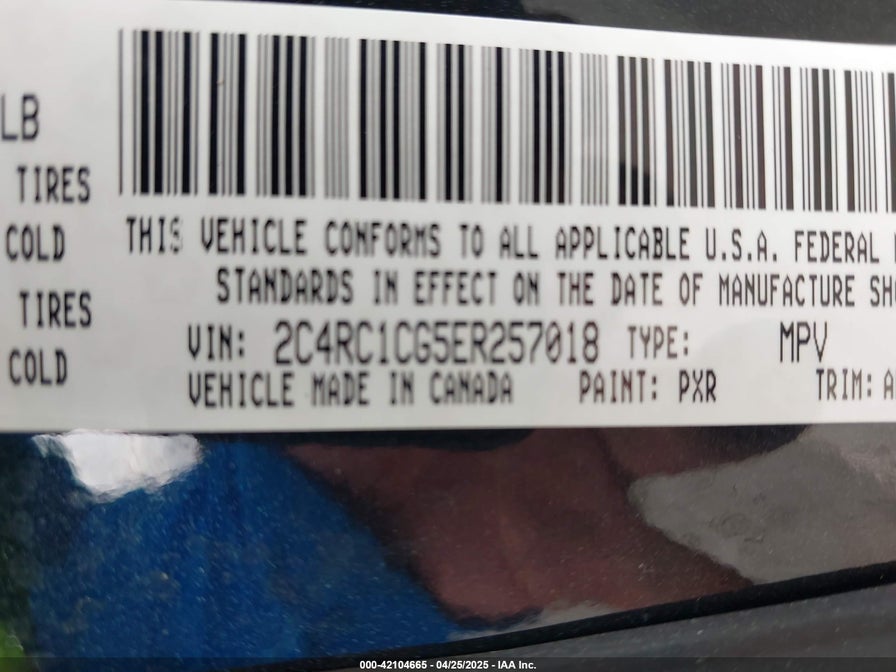 LB
TIRES
COLD
TIRES
COLD
THIS VEHICLE CONFORMS TO ALL APPLICABLE U.S.A. FEDERAL
STANDARDS IN EFFECT ON THE DATE OF MANUFACTURE
VIN: 2C4RC1CG5ER257018 TYPE: MPV
VEHICLE MADE IN CANADA PAINT: PXR TRIM:
000-42104665 - 04/25/2025 - IAA Inc.